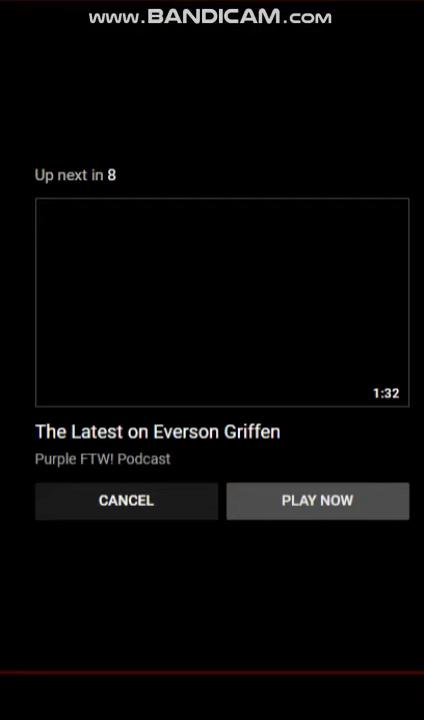 www.BANDICAM.com
Up next in 8
1:32
The Latest on Everson Griffen
Purple FTW! Podcast
CANCEL PLAY NOW